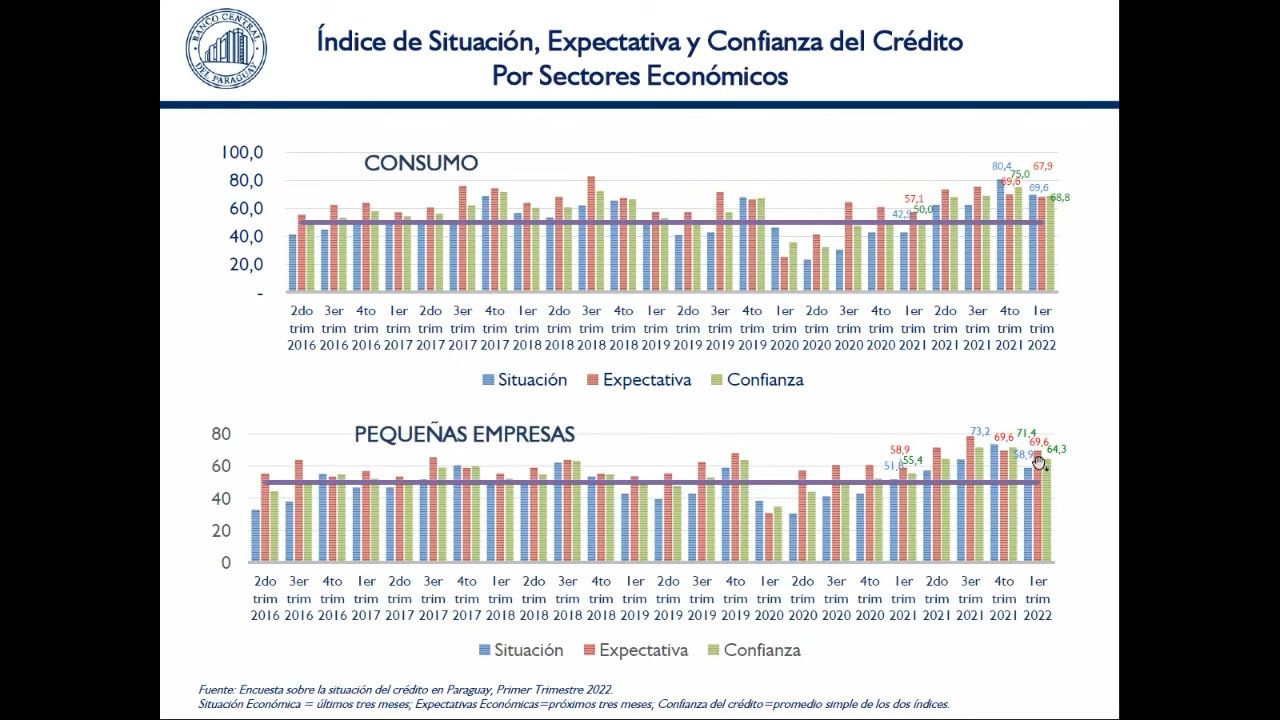 BANCO CENTRAL
DEL PARAGUAY
Índice de Situación, Expectativa y Confianza del Crédito
Por Sectores Económicos
CONSUMO
100,0
80,0
60,0
40,0
20,0
-
80,4
75,0
69,6
67,9
69,6
68,8
57,1
42,9
50,0
2do 3er 4to 1er 2do 3er 4to 1er 2do 3er 4to 1er 2do 3er 4to 1er 2do 3er 4to 1er 2do 3er 4to 1er
trim trim trim trim trim trim trim trim trim trim trim trim trim trim trim trim trim trim trim trim trim trim trim trim
2016 2016 2016 2017 2017 2017 2017 2018 2018 2018 2018 2019 2019 2019 2019 2020 2020 2020 2020 2021 2021 2021 2021 2022
Situación Expectativa Confianza
PEQUEÑAS EMPRESAS
80
60
40
20
0
73,2
69,6
71,4
69,6
58,9
64,3
58,9
51,8
55,4
2do 3er 4to 1er 2do 3er 4to 1er 2do 3er 4to 1er 2do 3er 4to 1er 2do 3er 4to 1er 2do 3er 4to 1er
trim trim trim trim trim trim trim trim trim trim trim trim trim trim trim trim trim trim trim trim trim trim trim trim
2016 2016 2016 2017 2017 2017 2017 2018 2018 2018 2018 2019 2019 2019 2019 2020 2020 2020 2020 2021 2021 2021 2021 2022
Situación Expectativa Confianza
Fuente: Encuesta sobre la situación del crédito en Paraguay, Primer Trimestre 2022.
Situación Económica = últimos tres meses; Expectativas Económicas=próximos tres meses; Confianza del crédito=promedio simple de los dos índices.